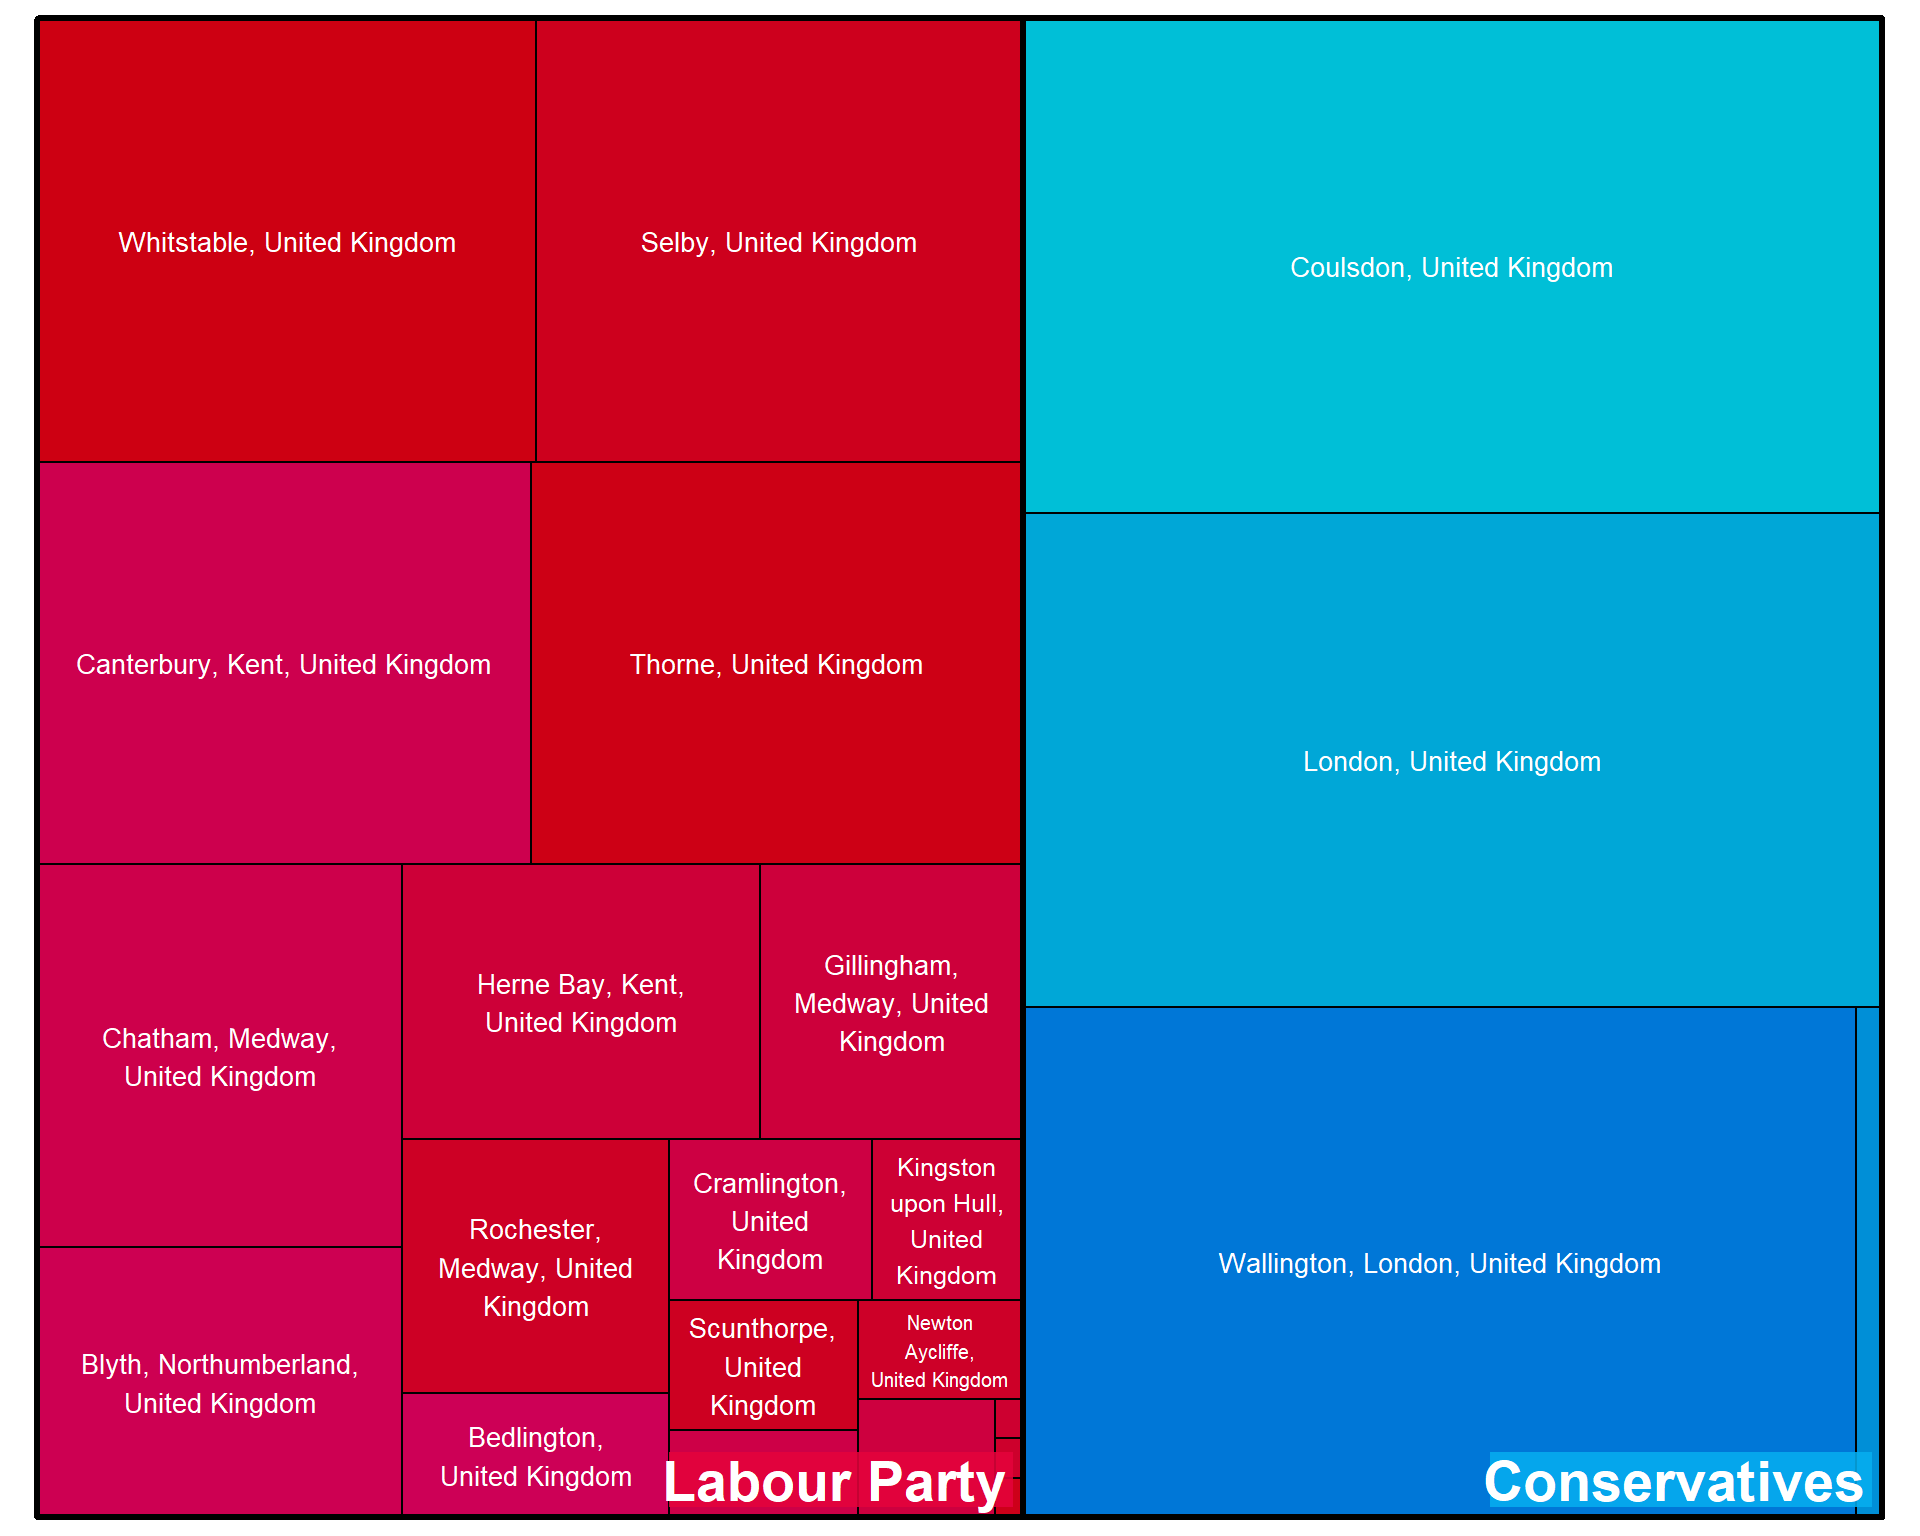 Whitstable, United Kingdom
Selby, United Kingdom
Coulsdon, United Kingdom
Canterbury, Kent, United Kingdom
Thorne, United Kingdom
London, United Kingdom
Chatham, Medway,
United Kingdom
Herne Bay, Kent,
United Kingdom
Gillingham,
Medway, United
Kingdom
Rochester,
Medway, United
Kingdom
Cramlington,
United
Kingdom
Kingston
upon Hull,
United
Kingdom
Wallington, London, United Kingdom
Blyth, Northumberland,
United Kingdom
Bedlington,
United Kingdom
Scunthorpe,
United
Kingdom
Newton
Aycliffe,
United Kingdom
Labour Party
Conservatives